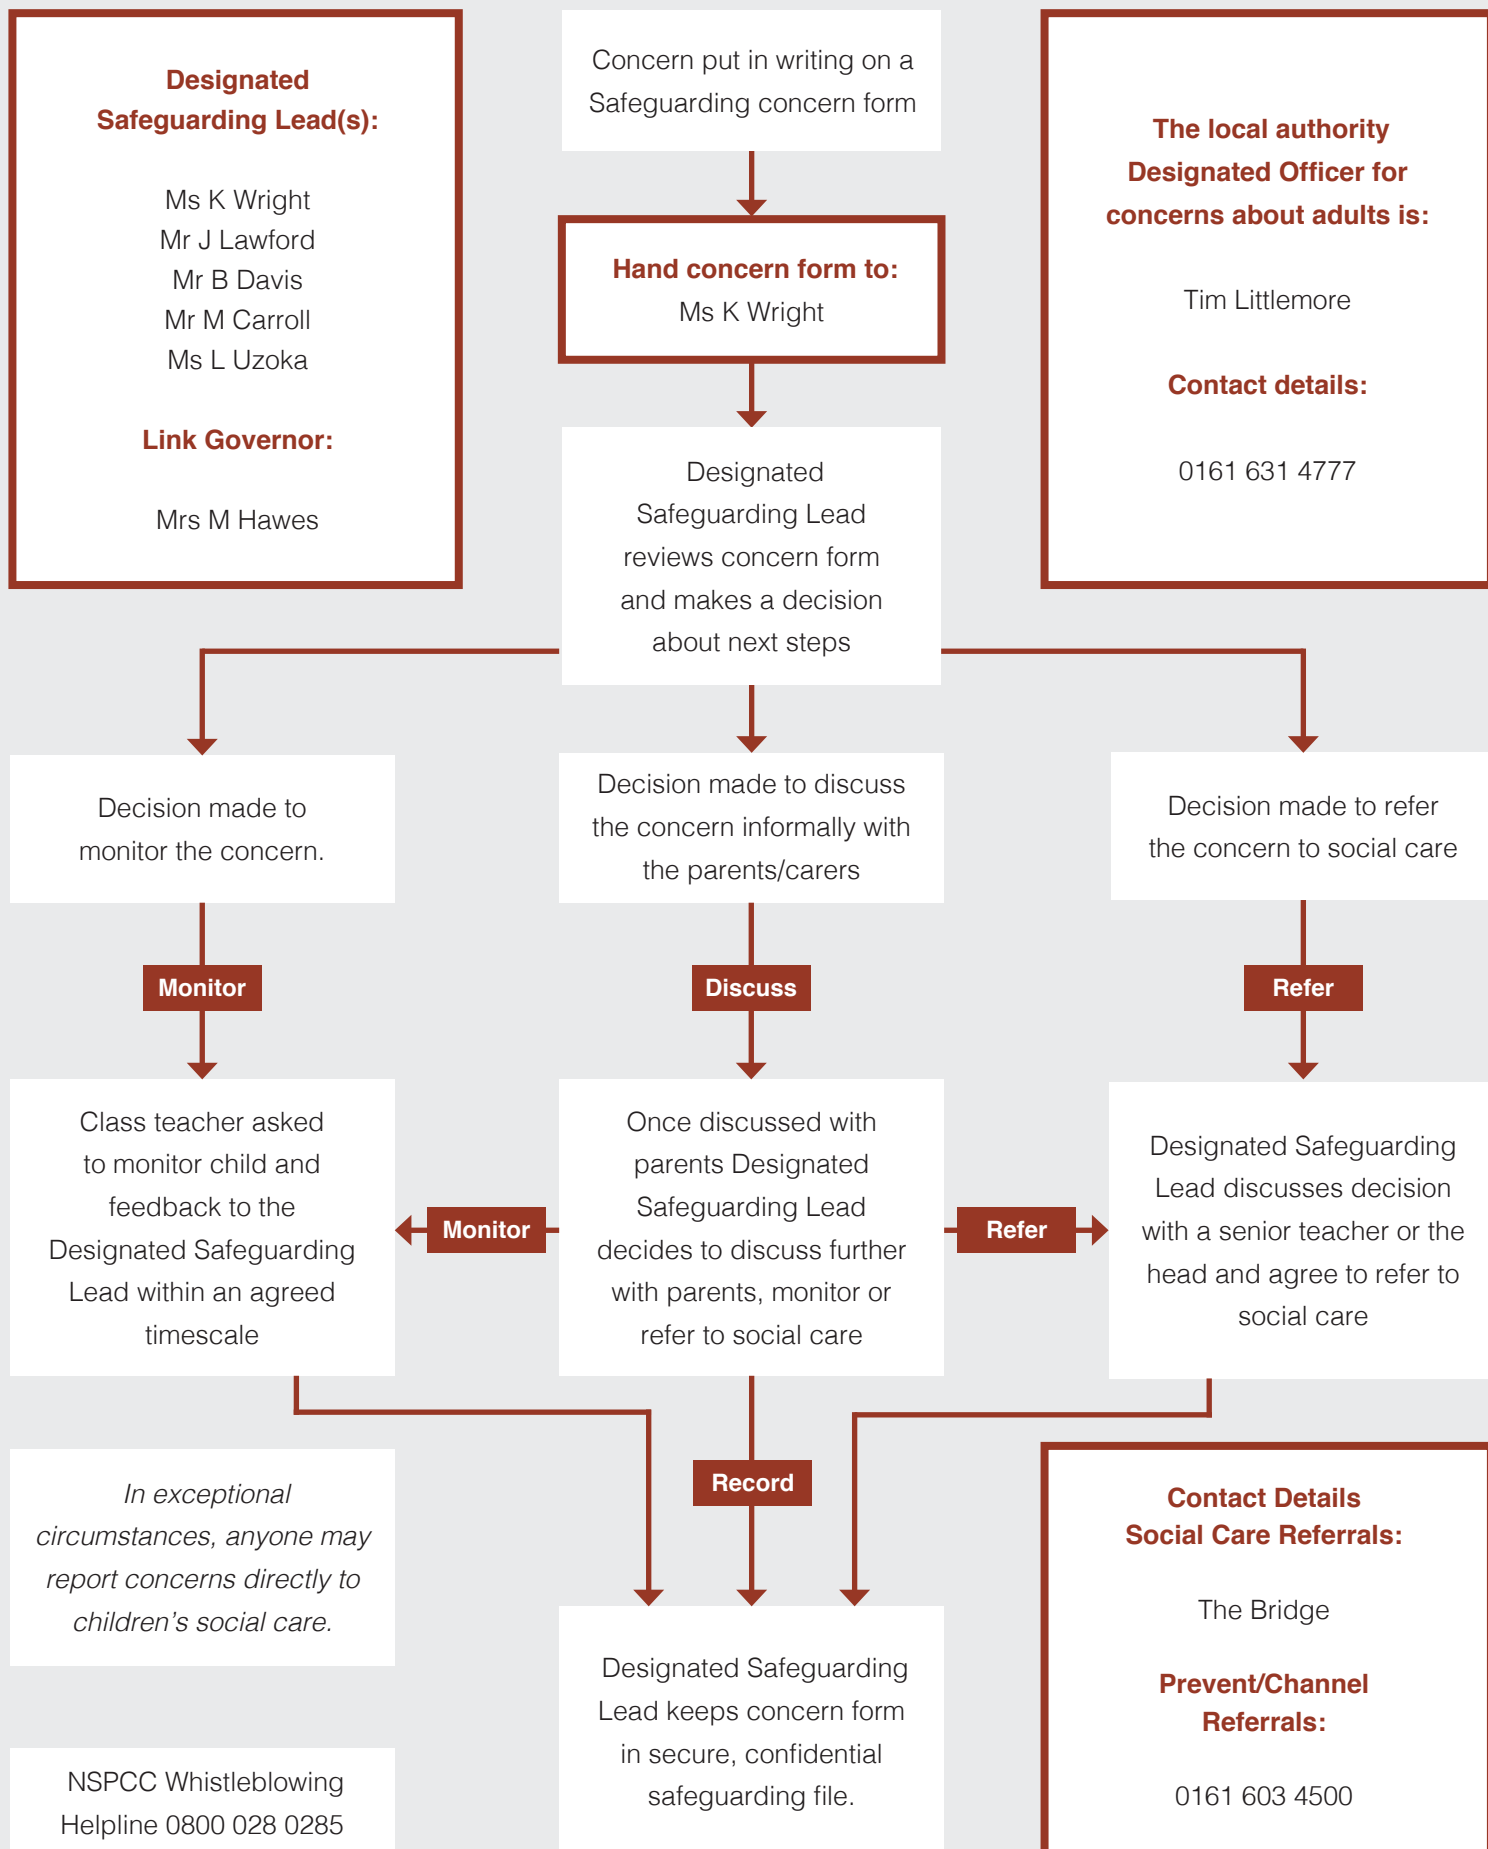 Designated
Safeguarding Lead(s):
Ms K Wright
Mr J Lawford
Mr B Davis
Mr M Carroll
Ms L Uzoka
Link Governor:
Mrs M Hawes
Concern put in writing on a
Safeguarding concern form
Hand concern form to:
Ms K Wright
The local authority
Designated Officer for
concerns about adults is:
Tim Littlemore
Contact details:
0161 631 4777
Designated
Safeguarding Lead
reviews concern form
and makes a decision
about next steps
Decision made to
monitor the concern.
Decision made to discuss
the concern informally with
the parents/carers
Decision made to refer
the concern to social care
Monitor
Discuss
Refer
Class teacher asked
to monitor child and
feedback to the
Designated Safeguarding
Lead within an agreed
timescale
Monitor
Once discussed with
parents Designated
Safeguarding Lead
decides to discuss further
with parents, monitor or
refer to social care
Refer
Designated Safeguarding
Lead discusses decision
with a senior teacher or the
head and agree to refer to
social care
Record
In exceptional
circumstances, anyone may
report concerns directly to
children’s social care.
NSPCC Whistleblowing
Helpline 0800 028 0285
Designated Safeguarding
Lead keeps concern form
in secure, confidential
safeguarding file.
Contact Details
Social Care Referrals:
The Bridge
Prevent/Channel
Referrals:
0161 603 4500